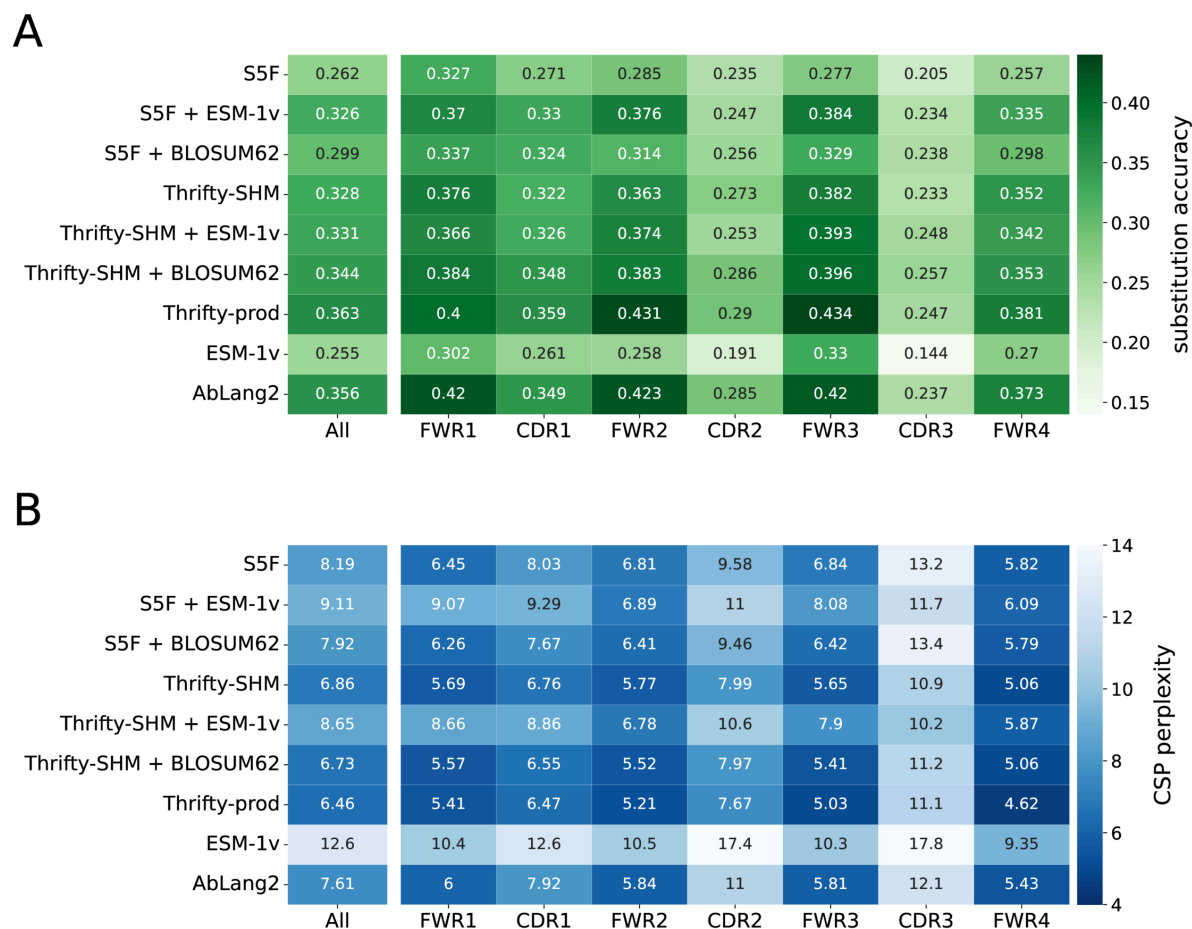 A
S5F 0.262 0.327 0.271 0.285 0.235 0.277 0.205 0.257
S5F + ESM-1v 0.326 0.37 0.33 0.376 0.247 0.384 0.234 0.335
S5F + BLOSUM62 0.299 0.337 0.324 0.314 0.256 0.329 0.238 0.298
Thrifty-SHM 0.328 0.376 0.322 0.363 0.273 0.382 0.233 0.352
Thrifty-SHM + ESM-1v 0.331 0.366 0.326 0.374 0.253 0.393 0.248 0.342
Thrifty-SHM + BLOSUM62 0.344 0.384 0.348 0.383 0.286 0.396 0.257 0.353
Thrifty-prod 0.363 0.4 0.359 0.431 0.29 0.434 0.247 0.381
ESM-1v 0.255 0.302 0.261 0.258 0.191 0.33 0.144 0.27
AbLang2 0.356 0.42 0.349 0.423 0.285 0.42 0.237 0.373
All FWR1 CDR1 FWR2 CDR2 FWR3 CDR3 FWR4
0.40
0.35
0.30
0.25
0.20
0.15
substitution accuracy
B
S5F 8.19 6.45 8.03 6.81 9.58 6.84 13.2 5.82
S5F + ESM-1v 9.11 9.07 9.29 6.89 11 8.08 11.7 6.09
S5F + BLOSUM62 7.92 6.26 7.67 6.41 9.46 6.42 13.4 5.79
Thrifty-SHM 6.86 5.69 6.76 5.77 7.99 5.65 10.9 5.06
Thrifty-SHM + ESM-1v 8.65 8.66 8.86 6.78 10.6 7.9 10.2 5.87
Thrifty-SHM + BLOSUM62 6.73 5.57 6.55 5.52 7.97 5.41 11.2 5.06
Thrifty-prod 6.46 5.41 6.47 5.21 7.67 5.03 11.1 4.62
ESM-1v 12.6 10.4 12.6 10.5 17.4 10.3 17.8 9.35
AbLang2 7.61 6 7.92 5.84 11 5.81 12.1 5.43
All FWR1 CDR1 FWR2 CDR2 FWR3 CDR3 FWR4
14
12
10
8
6
4
CSP perplexity